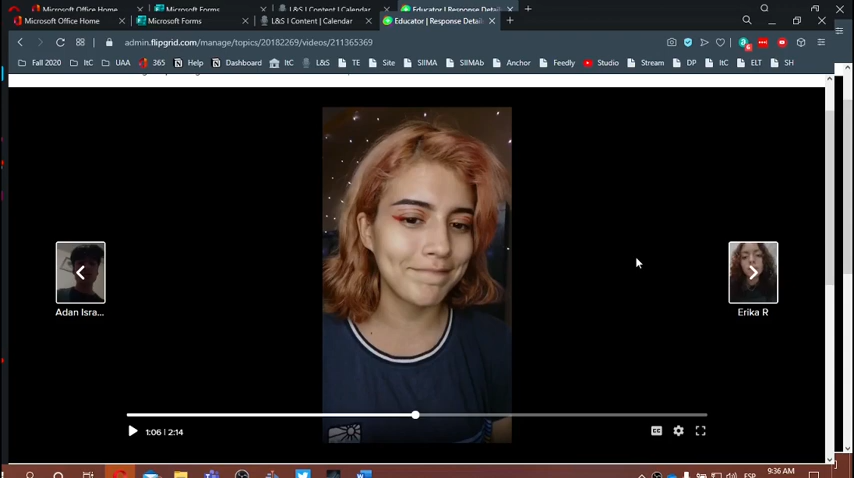 Microsoft Office Home
Microsoft Forms
L&S I Content | Calendar
Educator | Response Detail
Microsoft Office Home
Microsoft Forms
L&S I Content | Calendar
Educator | Response Detail
admin.flipgrid.com/manage/topics/20182269/videos/211365369
6
Fall 2020 ItC UAA 365 Help Dashboard ItC L&S TE Site SIIMA SIIMAb Anchor Feedly Studio Stream DP ItC ELT SH
Adan Isra...
Erika R
1:06 | 2:14
CC
ESP
9:36 AM